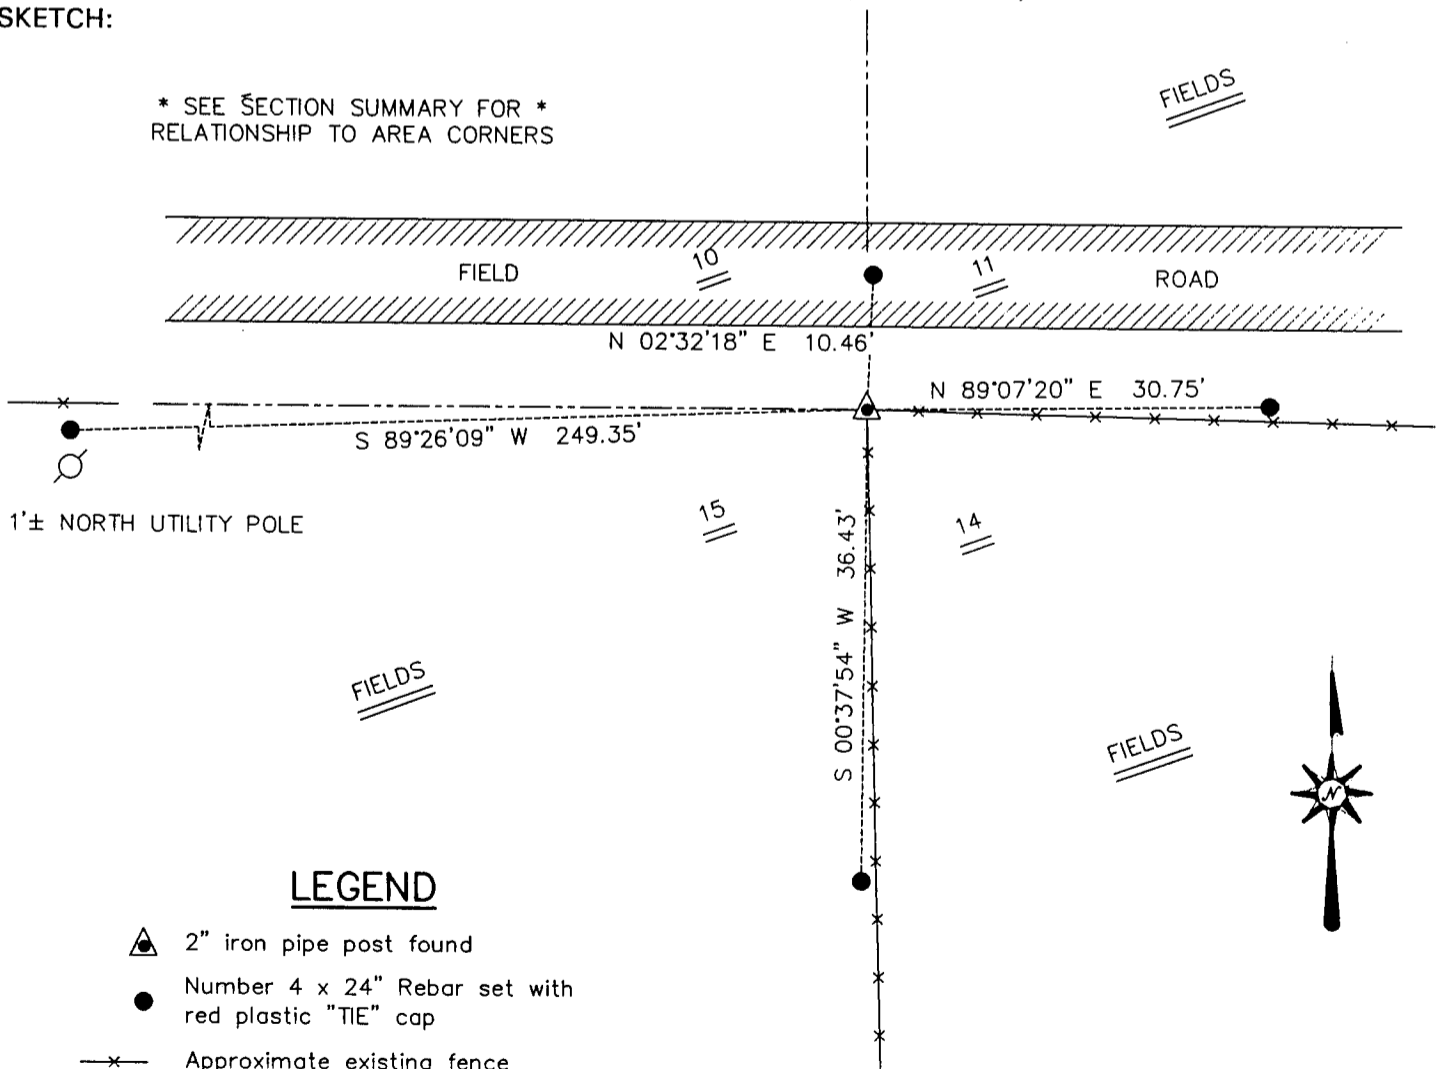 SKETCH:
* SEE SECTION SUMMARY FOR *
RELATIONSHIP TO AREA CORNERS
FIELDS
FIELD
10
11
ROAD
N 02°32'18" E 10.46'
N 89°07'20" E 30.75'
S 89°26'09" W 249.35'
1'± NORTH UTILITY POLE
15
14
S 00°37'54" W 36.43'
FIELDS
FIELDS
N
LEGEND
2" iron pipe post found
Number 4 x 24" Rebar set with
red plastic "TIE" cap
Approximate existing fence